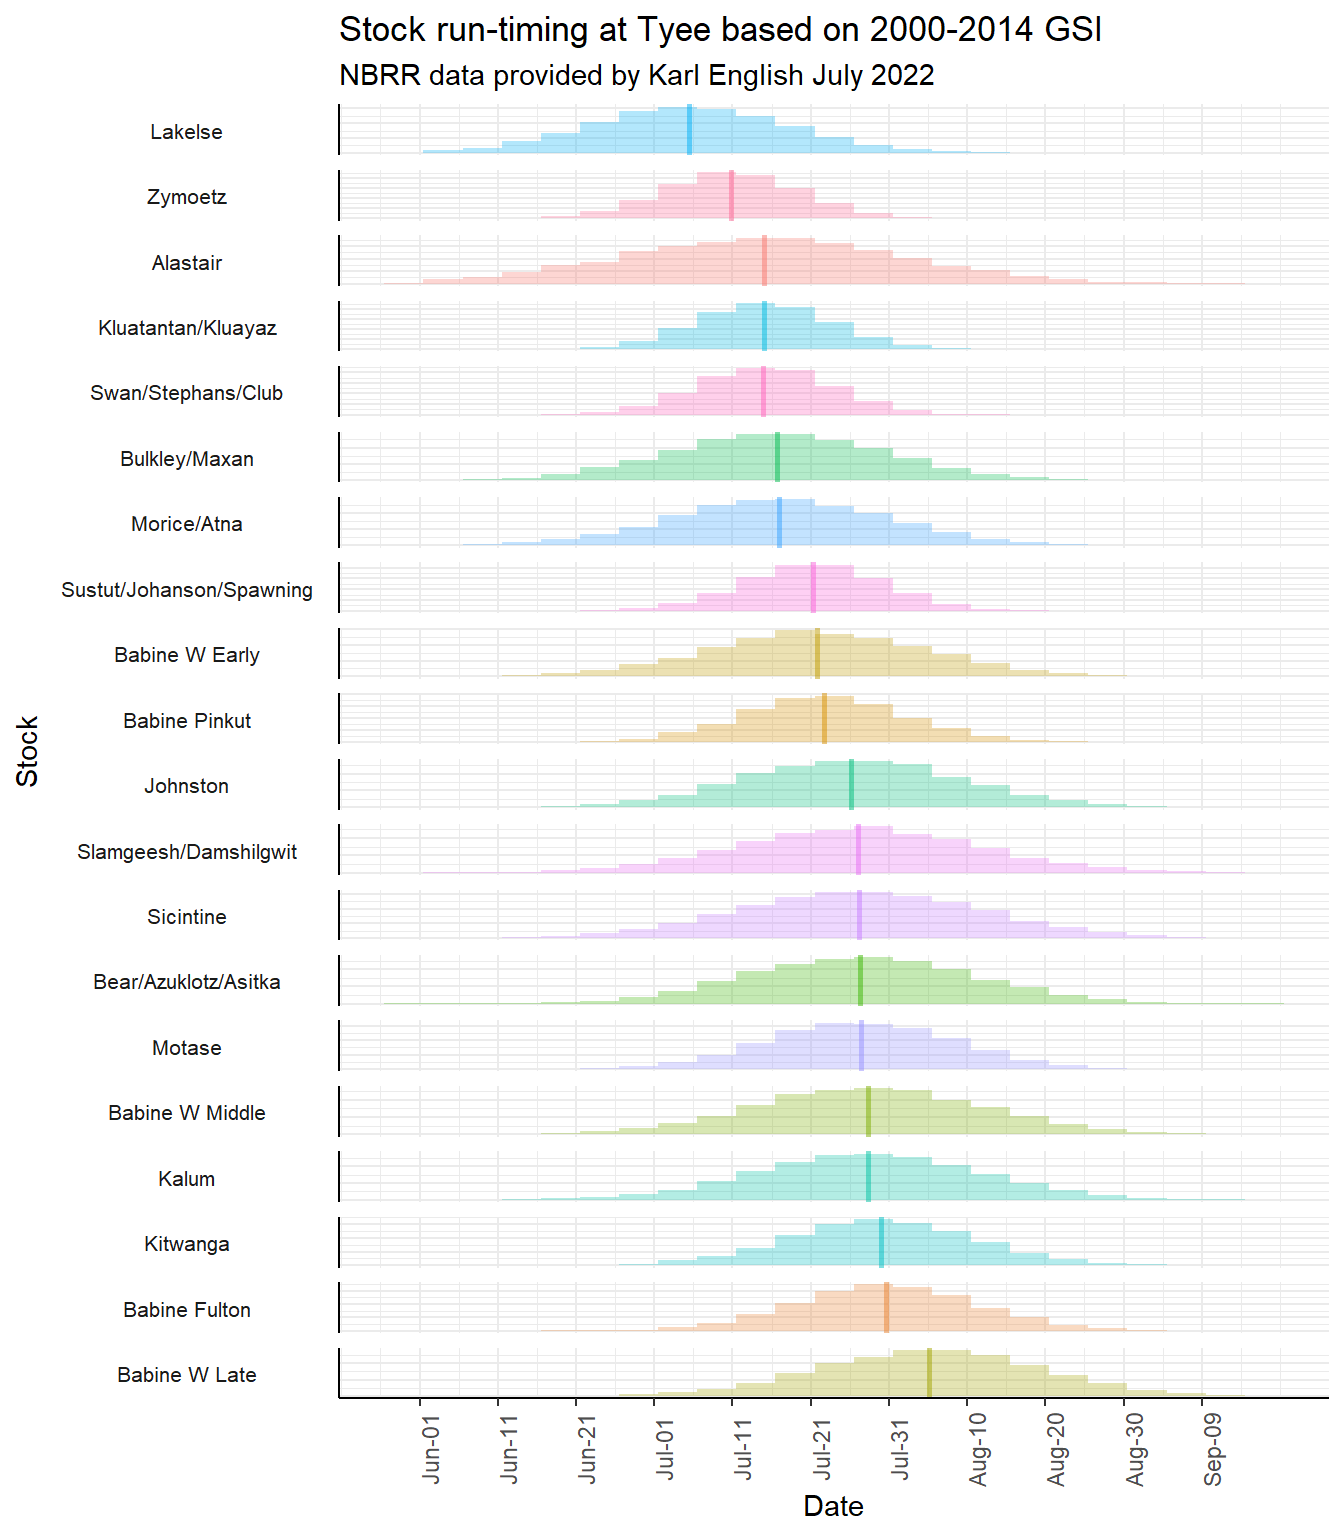 Stock run-timing at Tyee based on 2000-2014 GSI
NBRR data provided by Karl English July 2022
Lakelse
Zymoetz
Alastair
Kluatantan/Kluayaz
Swan/Stephans/Club
Bulkley/Maxan
Morice/Atna
Sustut/Johanson/Spawning
Babine W Early
Babine Pinkut
Johnston
Slamgeesh/Damshilgwit
Sicintine
Bear/Azuklotz/Asitka
Motase
Babine W Middle
Kalum
Kitwanga
Babine Fulton
Babine W Late
Stock
Jun-01
Jun-11
Jun-21
Jul-01
Jul-11
Jul-21
Jul-31
Aug-10
Aug-20
Aug-30
Sep-09
Date